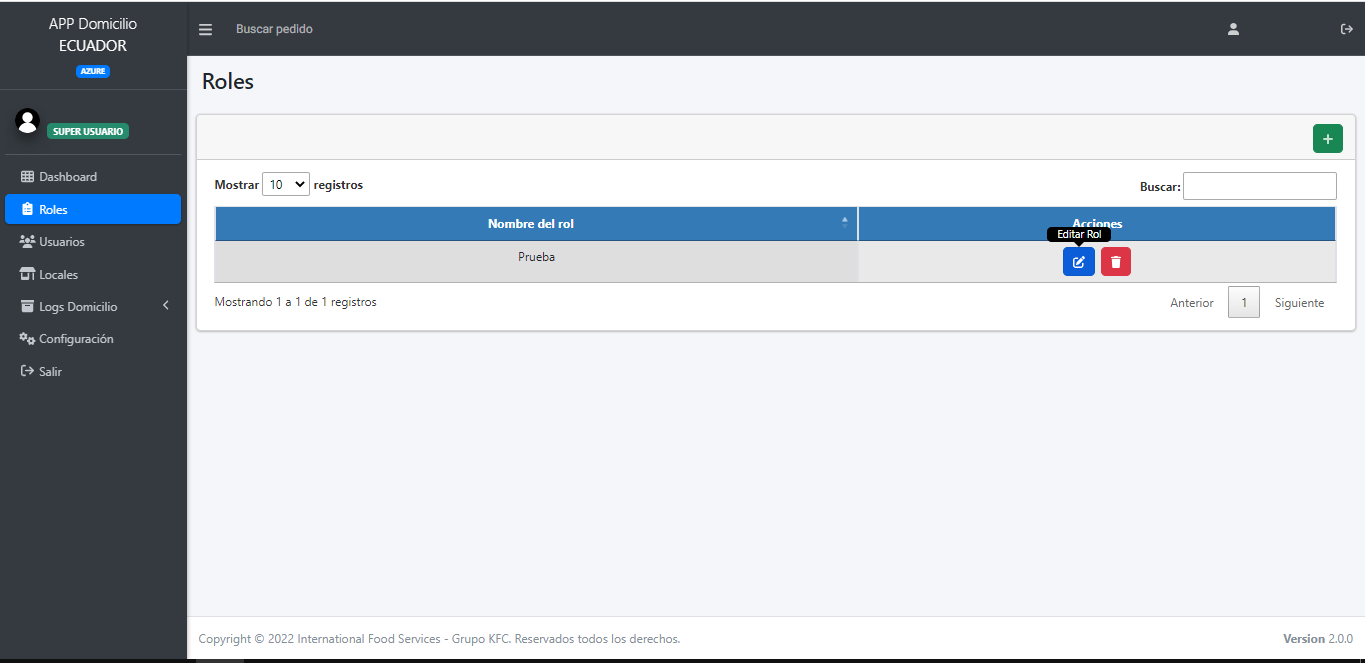 APP Domicilio
ECUADOR
AZURE
SUPER USUARIO
Dashboard
Roles
Usuarios
Locales
Logs Domicilio
Configuración
Salir
Buscar pedido
Roles
+
Mostrar 10 registros
Buscar:
Nombre del rol Acciones
Editar Rol
Prueba
Mostrando 1 a 1 de 1 registros
Anterior 1 Siguiente
Copyright © 2022 International Food Services - Grupo KFC. Reservados todos los derechos.
Version 2.0.0